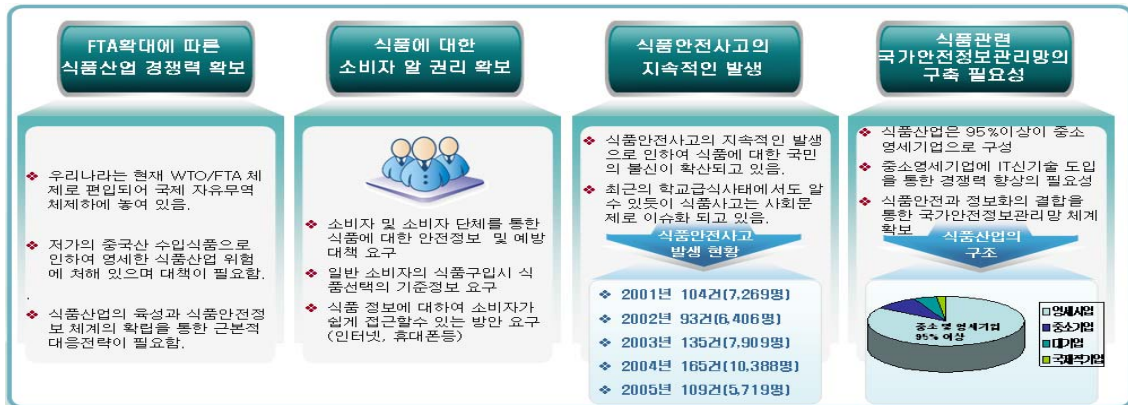 FTA확대에 따른
식품산업 경쟁력 확보
우리나라는 현재 WTO/FTA 체
제로 편입되어 국제 자유무역
체제하에 놓여 있음.
저가의 중국산 수입식품으로
인하여 영세한 식품산업 위험
에 처해 있으며 대책이 필요함.
.
식품산업의 육성과 식품안전정
보 체계의 확립을 통한 근본적
대응전략이 필요함.
식품에 대한
소비자 알 권리 확보
소비자 및 소비자 단체를 통한
식품에 대한 안전정보 및 예방
대책 요구
일반 소비자의 식품구입시 식
품선택의 기준정보 요구
식품 정보에 대하여 소비자가
쉽게 접근할수 있는 방안 요구
(인터넷, 휴대폰등)
식품안전사고의
지속적인 발생
식품안전사고의 지속적인 발생
으로 인하여 식품에 대한 국민
의 불신이 확산되고 있음.
최근의 학교급식사태에서도 알
수 있듯이 식품사고는 사회문
제로 이슈화 되고 있음.
식품안전사고
발생 현황
2001년 104건(7,269명)
2002년 93건(6,406명)
2003년 135건(7,909명)
2004년 165건(10,388명)
2005년 109건(5,719명)
식품관련
국가안전정보관리망의
구축 필요성
식품산업은 95%이상이 중소
영세기업으로 구성
중소영세기업에 IT신기술 도입
을 통한 경쟁력 향상의 필요성
식품안전과 정보화의 결합을
통한 국가안전정보관리망 체계
확보
식품산업의
구조
중소 및 영세기업
95% 이상
영세사업
중소기업
대기업
국제적기업